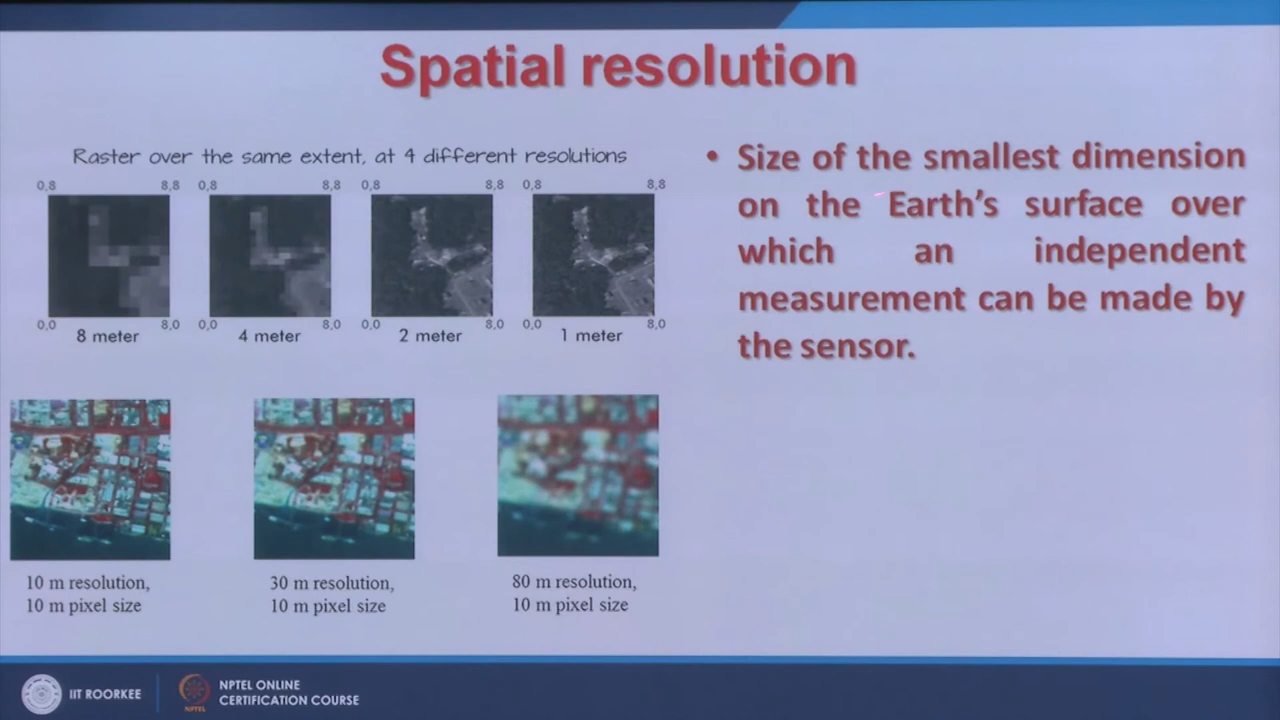 Spatial resolution
Raster over the same extent, at 4 different resolutions
0,8 8,8 0,8 8,8 0,8 8,8 0,8 8,8
0,0 8,0 0,0 8,0 0,0 8,0 0,0 8,0
8 meter 4 meter 2 meter 1 meter
10 m resolution,
10 m pixel size
30 m resolution,
10 m pixel size
80 m resolution,
10 m pixel size
• Size of the smallest dimension
on the Earth's surface over
which an independent
measurement can be made by
the sensor.
IIT ROORKEE
NPTEL
NPTEL ONLINE
CERTIFICATION COURSE